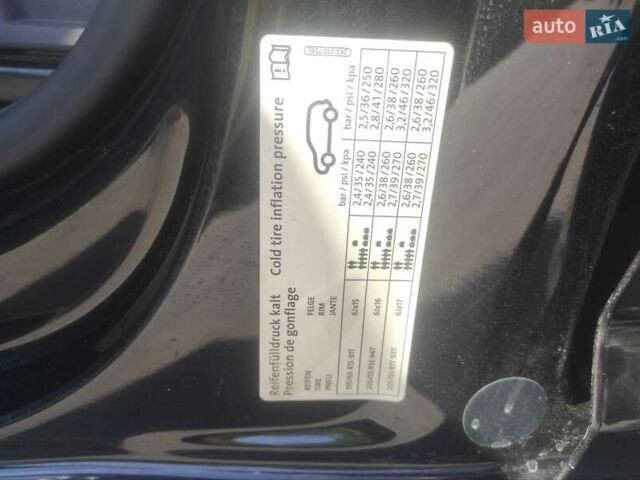 auto RIA .com
Reifenfülldruck kalt Cold tire inflation pressure
Pression de gonflage
REIFEN FELGE
TIRE RIM
PNEU JANTE
bar / psi / kpa bar / psi / kpa
6Jx15 2,4/35/240 2,5/36/250
2,4/35/240 2,8/41/280
6Jx16 2,6/38/260 2,6/38/260
2,7/39/270 3,2/46/320
6Jx17 2,6/38/260 2,6/38/260
2,7/39/270 3,2/46/320